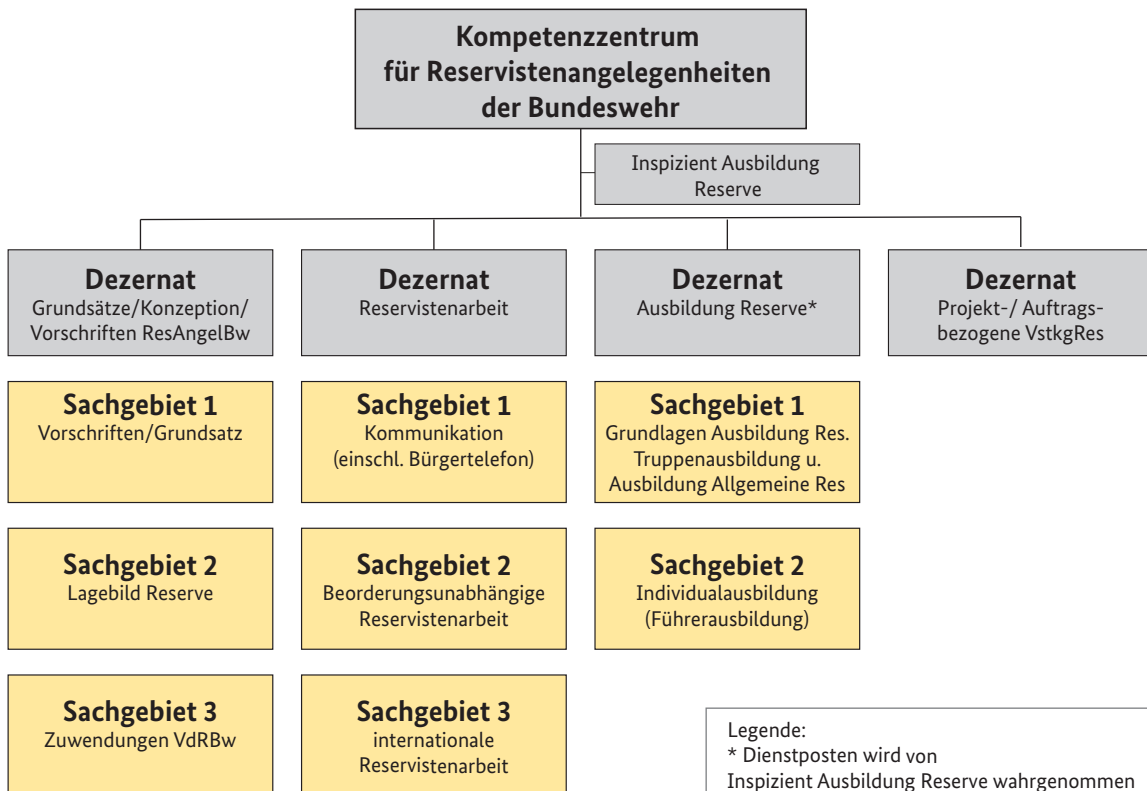 Kompetenzzentrum
für Reservistenangelegenheiten
der Bundeswehr
Inspizient Ausbildung
Reserve
Dezernat
Grundsätze/Konzeption/
Vorschriften ResAngelBw
Dezernat
Reservistenarbeit
Dezernat
Ausbildung Reserve*
Dezernat
Projekt-/ Auftrags-
bezogene VstkgRes
Sachgebiet 1
Vorschriften/Grundsatz
Sachgebiet 1
Kommunikation
(einschl. Bürgertelefon)
Sachgebiet 1
Grundlagen Ausbildung Res.
Truppenausbildung u.
Ausbildung Allgemeine Res
Sachgebiet 2
Lagebild Reserve
Sachgebiet 2
Beorderungsunabhängige
Reservistenarbeit
Sachgebiet 2
Individualausbildung
(Führerausbildung)
Sachgebiet 3
Zuwendungen VdRBw
Sachgebiet 3
internationale
Reservistenarbeit
Legende:
* Dienstposten wird von
Inspizient Ausbildung Reserve wahrgenommen